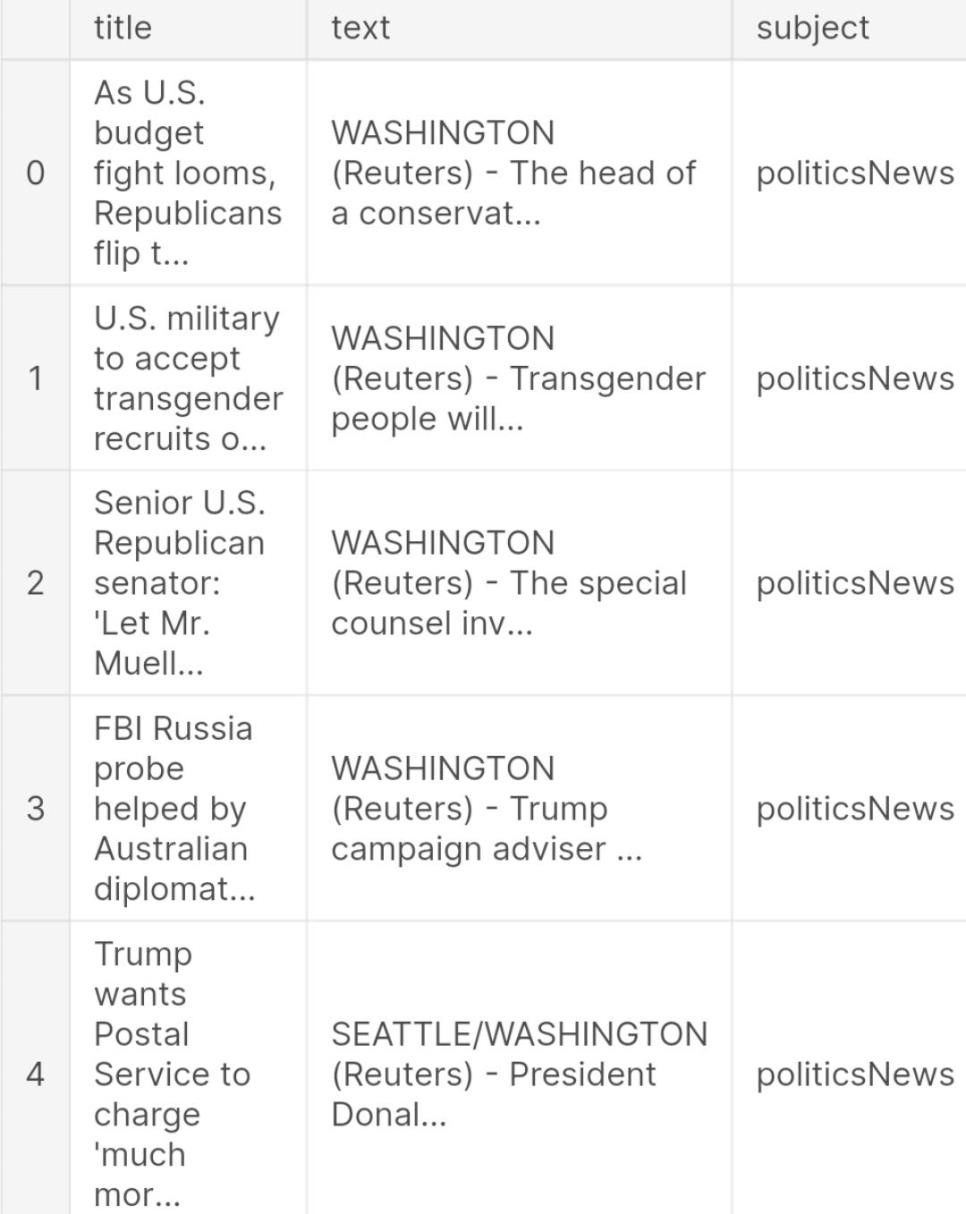 title text subject
0
As U.S.
budget
fight looms,
Republicans
flip t...
WASHINGTON
(Reuters) - The head of
a conservat...
politicsNews
1
U.S. military
to accept
transgender
recruits o...
WASHINGTON
(Reuters) - Transgender
people will...
politicsNews
2
Senior U.S.
Republican
senator:
'Let Mr.
Muell...
WASHINGTON
(Reuters) - The special
counsel inv...
politicsNews
3
FBI Russia
probe
helped by
Australian
diplomat...
WASHINGTON
(Reuters) - Trump
campaign adviser ...
politicsNews
4
Trump
wants
Postal
Service to
charge
'much
mor...
SEATTLE/WASHINGTON
(Reuters) - President
Donal...
politicsNews